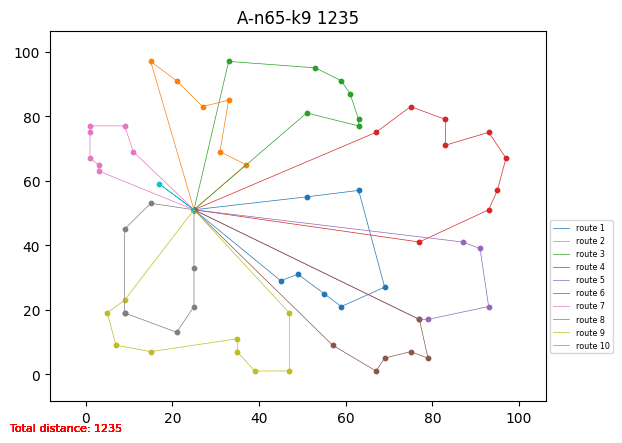 A-n65-k9 1235
100
80
60
40
20
0
0 20 40 60 80 100
route 1
route 2
route 3
route 4
route 5
route 6
route 7
route 8
route 9
route 10
Total distance: 1235